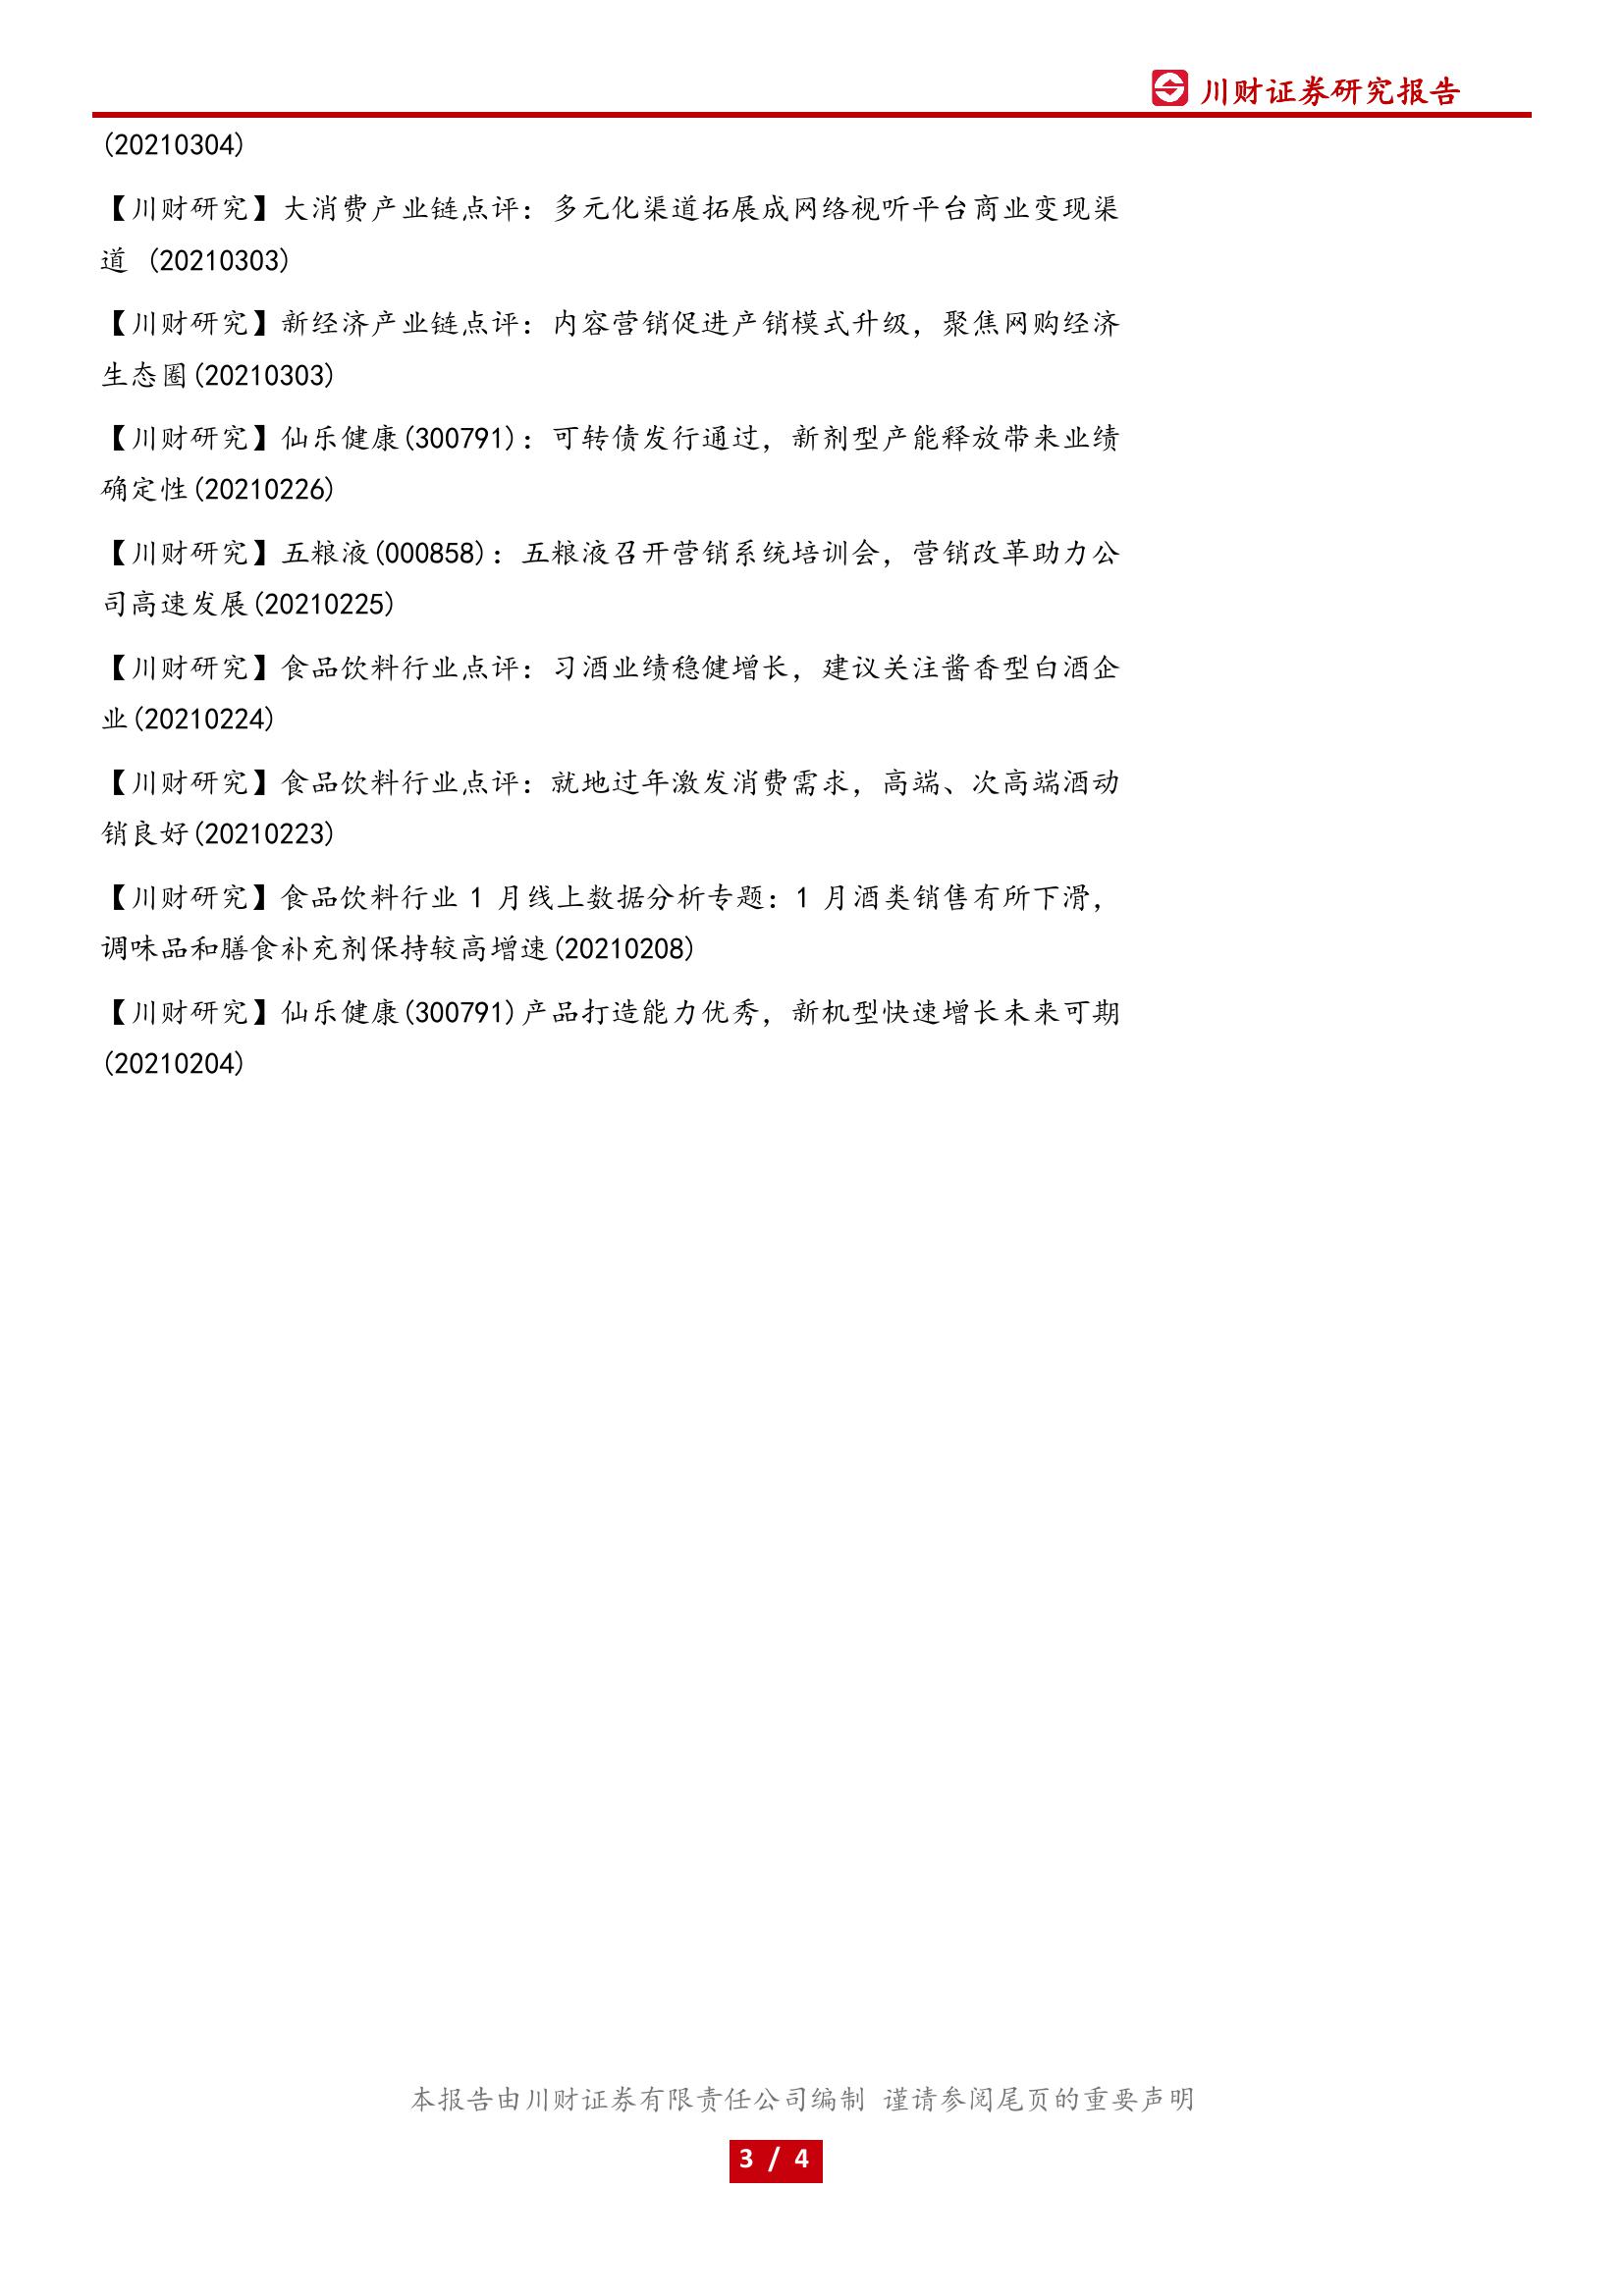 川财证券研究报告
(20210304)
【川财研究】大消费产业链点评：多元化渠道拓展成网络视听平台商业变现渠
道 (20210303)
【川财研究】新经济产业链点评：内容营销促进产销模式升级，聚焦网购经济
生态圈(20210303)
【川财研究】仙乐健康(300791)：可转债发行通过，新剂型产能释放带来业绩
确定性(20210226)
【川财研究】五粮液(000858)：五粮液召开营销系统培训会，营销改革助力公
司高速发展(20210225)
【川财研究】食品饮料行业点评：习酒业绩稳健增长，建议关注酱香型白酒企
业(20210224)
【川财研究】食品饮料行业点评：就地过年激发消费需求，高端、次高端酒动
销良好(20210223)
【川财研究】食品饮料行业 1 月线上数据分析专题：1 月酒类销售有所下滑，
调味品和膳食补充剂保持较高增速(20210208)
【川财研究】仙乐健康(300791)产品打造能力优秀，新机型快速增长未来可期
(20210204)
本报告由川财证券有限责任公司编制 谨请参阅尾页的重要声明
3 / 4